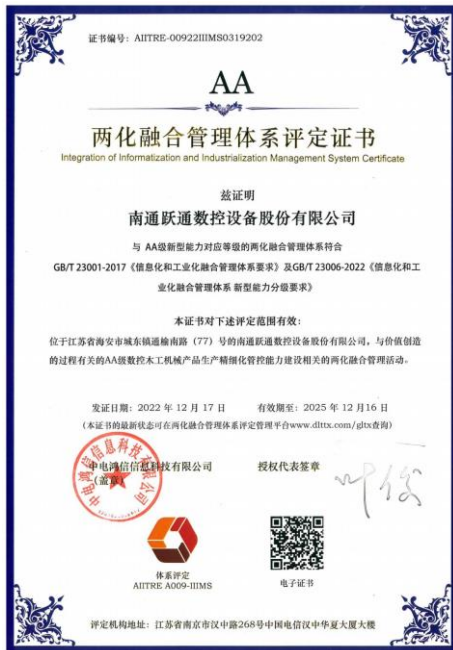 证书编号：AIITRE-00922IIIMS0319202
AA
两化融合管理体系评定证书
Integration of Informatization and Industrialization Management System Certificate
兹证明
南通跃通数控设备股份有限公司
与 AA级新型能力对应等级的两化融合管理体系符合
GB/T 23001-2017《信息化和工业化融合管理体系要求》及GB/T 23006-2022《信息化和工
业化融合管理体系 新型能力分级要求》
本证书对下述评定范围有效：
位于江苏省海安市城东镇通榆南路（77）号的南通跃通数控设备股份有限公司，与价值创造
的过程有关的AA级数控木工机械产品生产精细化管控能力建设相关的两化融合管理活动。
发证日期：2022 年 12 月 17 日 有效期至：2025 年 12 月 16 日
（本证书的最新状态可在两化融合管理体系评定管理平台www.dlttx.com/gltx查询）
中电鸿信信息科技有限公司 授权代表签章
（盖章）
中电鸿信信息科技有限公司
叶俊
体系评定
AIITRE A009-IIIMS
电子证书
评定机构地址：江苏省南京市汉中路268号中国电信汉中华夏大厦大楼